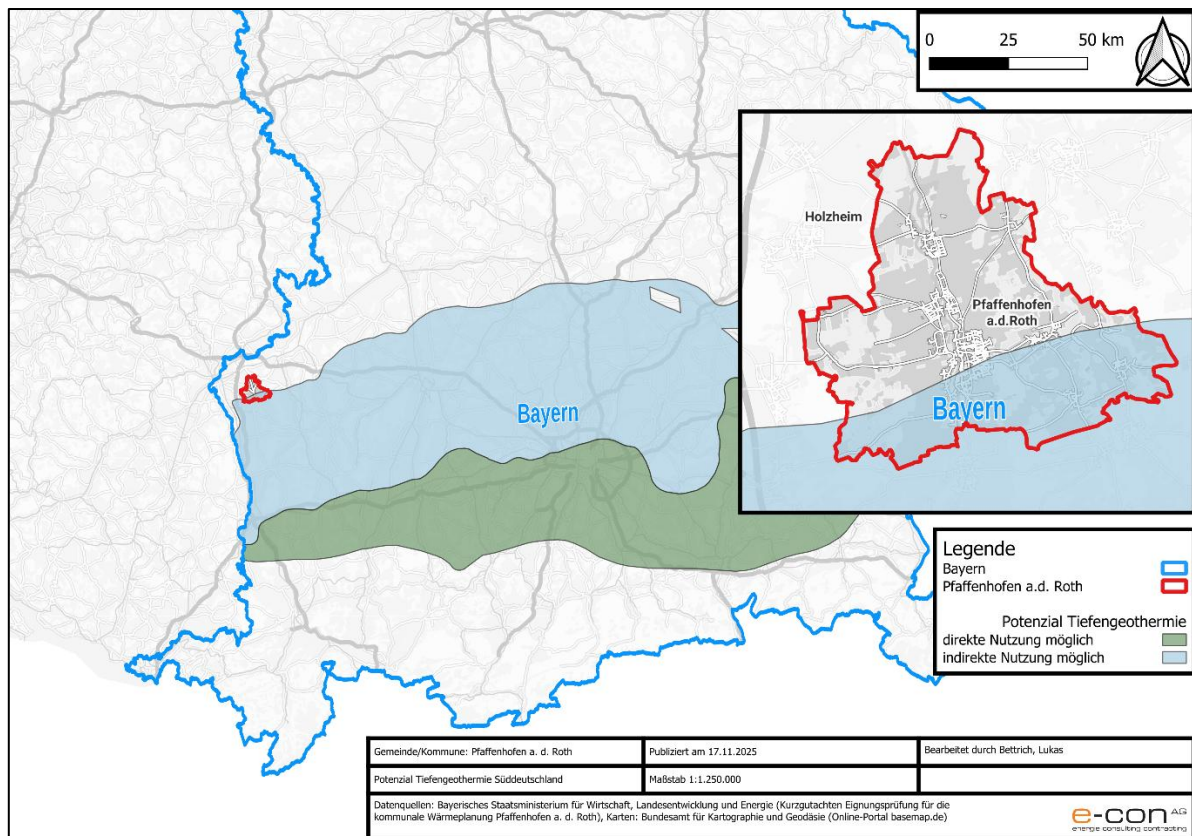 0 25 50 km
Holzheim
Pfaffenhofen
a.d.Roth
Bayern
Bayern
Legende
Bayern
Pfaffenhofen a.d. Roth
Potenzial Tiefengeothermie
direkte Nutzung möglich
indirekte Nutzung möglich
Gemeinde/Kommune: Pfaffenhofen a. d. Roth
Publiziert am 17.11.2025
Bearbeitet durch Bettrich, Lukas
Potenzial Tiefengeothermie Süddeutschland
Maßstab 1:1.250.000
Datenquellen: Bayerisches Staatsministerium für Wirtschaft, Landesentwicklung und Energie (Kurzgutachten Eignungsprüfung für die
kommunale Wärmeplanung Pfaffenhofen a. d. Roth), Karten: Bundesamt für Kartographie und Geodäsie (Online-Portal basemap.de)
e-con AG
energie consulting contracting